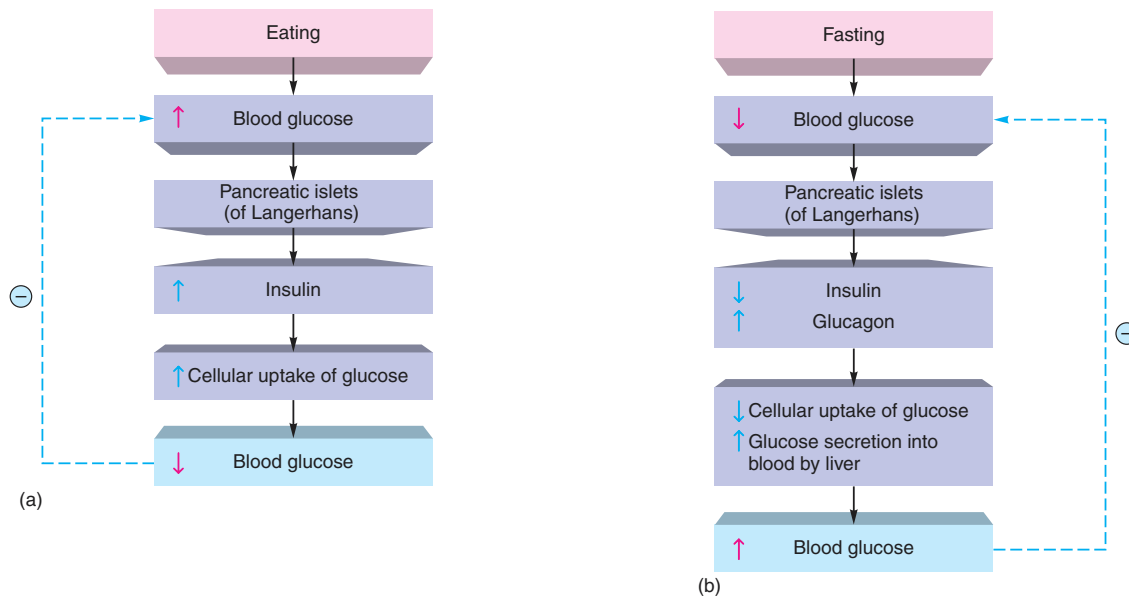 Eating
↑ Blood glucose
Pancreatic islets
(of Langerhans)
↑ Insulin
↑ Cellular uptake of glucose
↓ Blood glucose
−
(a)
Fasting
↓ Blood glucose
Pancreatic islets
(of Langerhans)
↓ Insulin
↑ Glucagon
↓ Cellular uptake of glucose
↑ Glucose secretion into
blood by liver
↑ Blood glucose
−
(b)